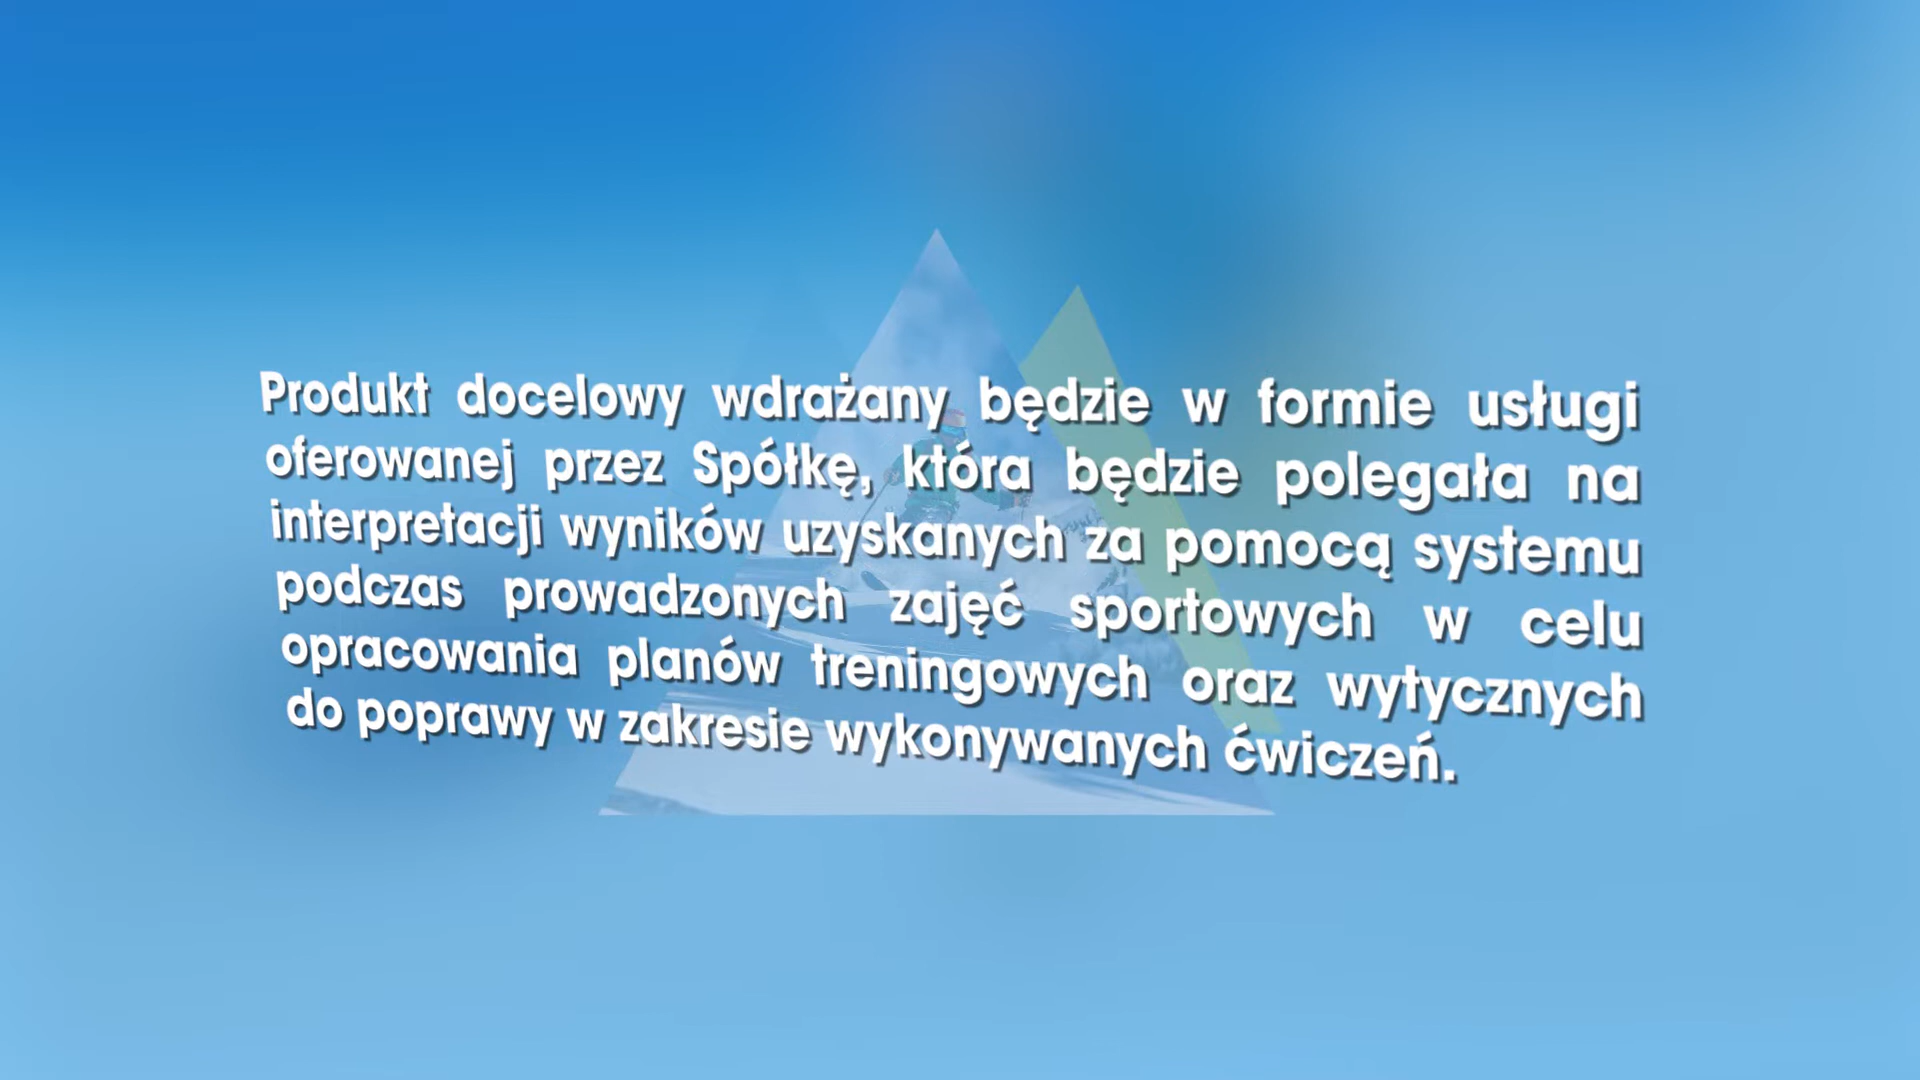 Produkt docelowy wdrażany będzie w formie usługi
oferowanej przez Spółkę, która będzie polegała na
interpretacji wyników uzyskanych za pomocą systemu
podczas prowadzonych zajęć sportowych w celu
opracowania planów treningowych oraz wytycznych
do poprawy w zakresie wykonywanych ćwiczeń.